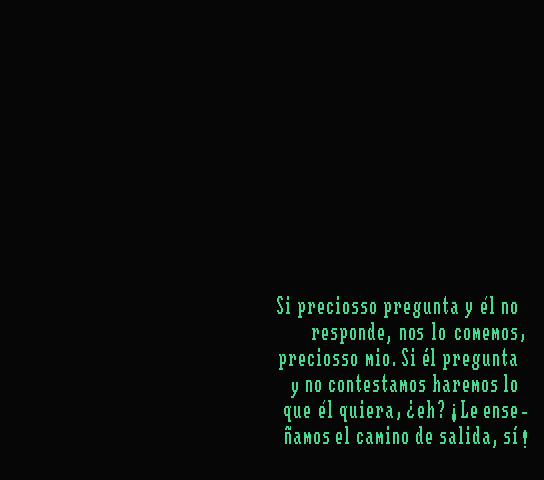 Si preciosso pregunta y él no
responde, nos lo comemos,
preciosso mio. Si él pregunta
y no contestamos haremos lo
que él quiera, ¿eh? ¡Le ense-
ñamos el camino de salida, sí!